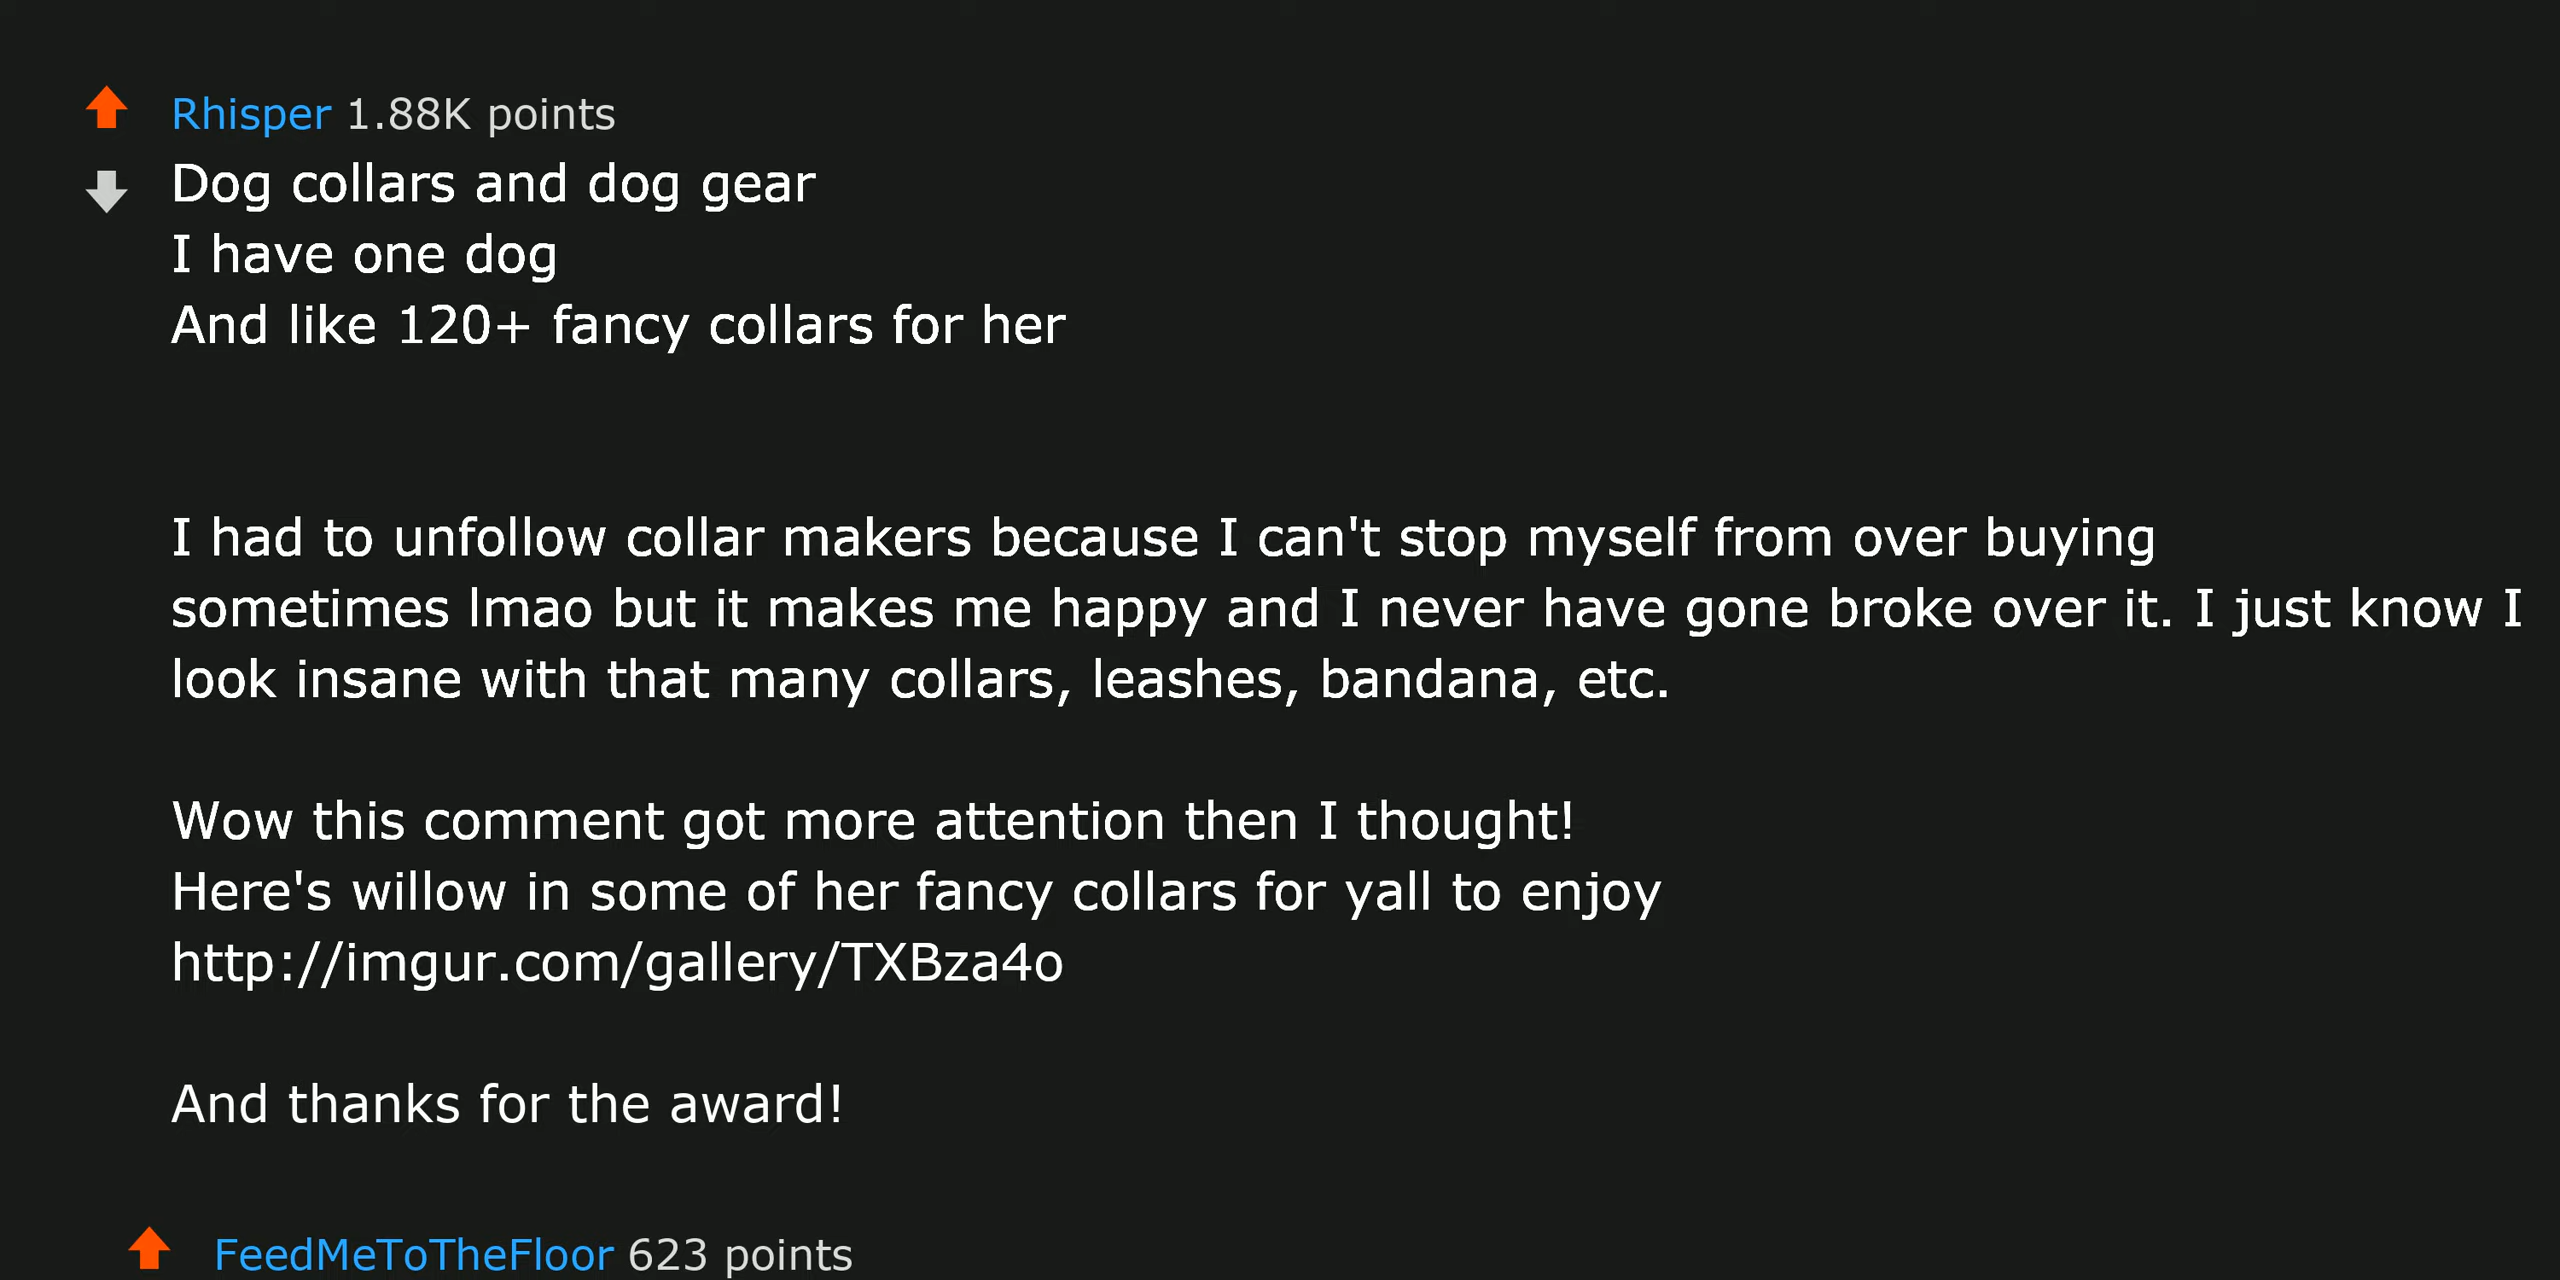 Rhisper 1.88K points
Dog collars and dog gear
I have one dog
And like 120+ fancy collars for her
I had to unfollow collar makers because I can't stop myself from over buying
sometimes lmao but it makes me happy and I never have gone broke over it. I just know I
look insane with that many collars, leashes, bandana, etc.
Wow this comment got more attention then I thought!
Here's willow in some of her fancy collars for yall to enjoy
http://imgur.com/gallery/TXBza4o
And thanks for the award!
FeedMeToTheFloor 623 points